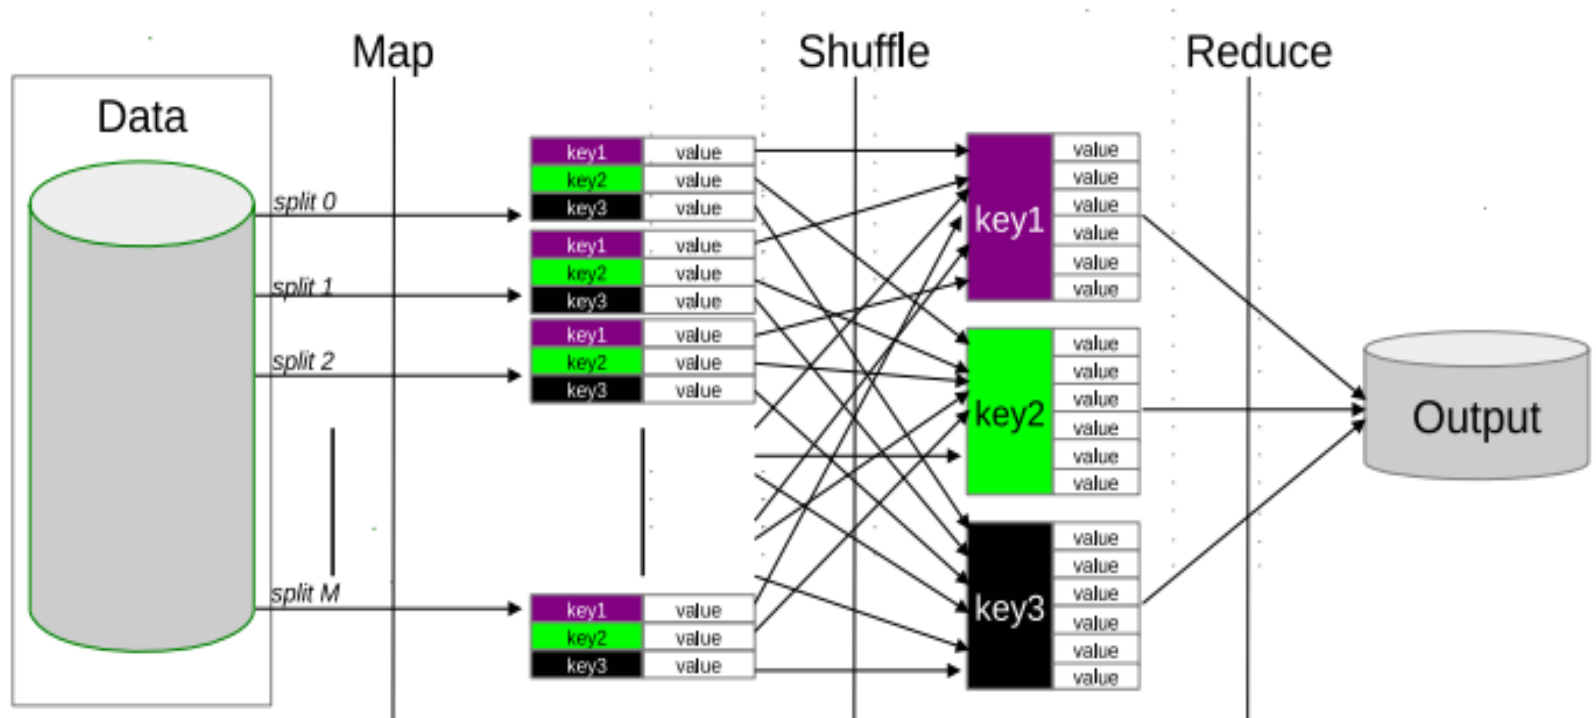 Map
Shuffle
Reduce
Data
split 0
split 1
split 2
split M
key1 value
key2 value
key3 value
key1 value
key2 value
key3 value
key1 value
key2 value
key3 value
key1 value
key2 value
key3 value
key1
value
value
value
value
value
value
key2
value
value
value
value
value
value
key3
value
value
value
value
value
value
Output